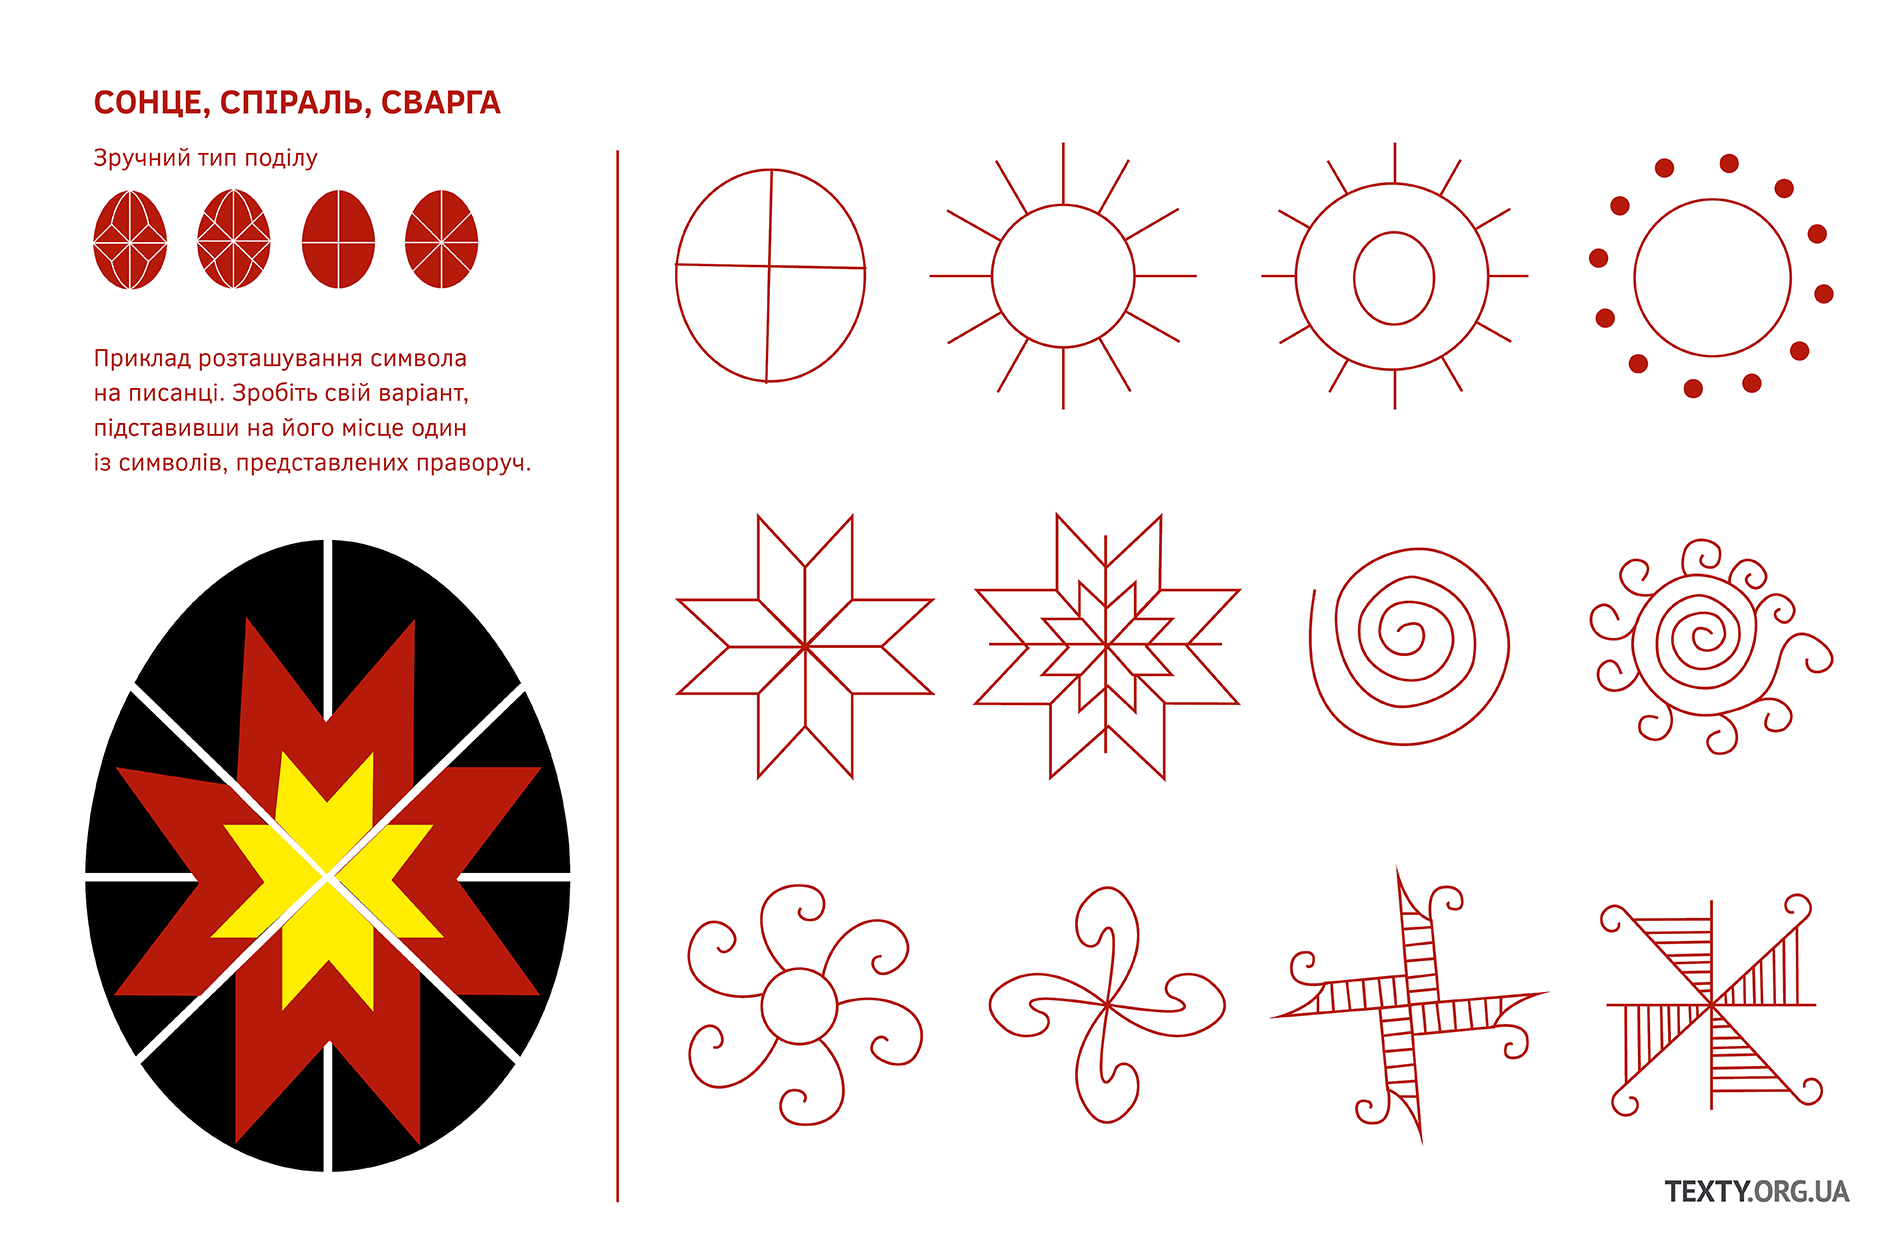 СОНЦЕ, СПІРАЛЬ, СВАРГА
Зручний тип поділу
Приклад розташування символа
на писанці. Зробіть свій варіант,
підставивши на його місце один
із символів, представлених праворуч.
TEXTY.ORG.UA